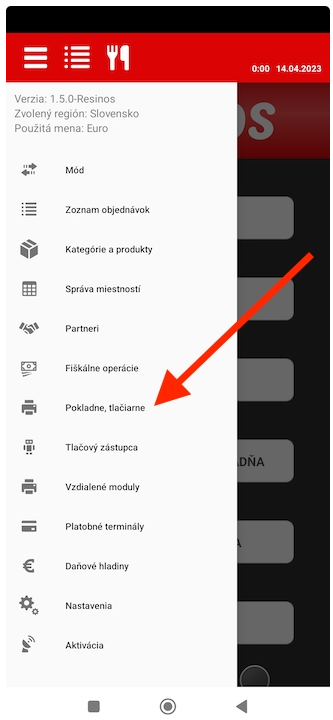 0:00 14.04.2023
Verzia: 1.5.0-Resinos
Zvolený región: Slovensko
Použitá mena: Euro
OS
Mód
Zoznam objednávok
Kategórie a produkty
Správa miestností
Partneri
Fiškálne operácie
Pokladne, tlačiarne
Tlačový zástupca
DŇA
Vzdialené moduly
Platobné terminály
A
Daňové hladiny
Nastavenia
Aktivácia